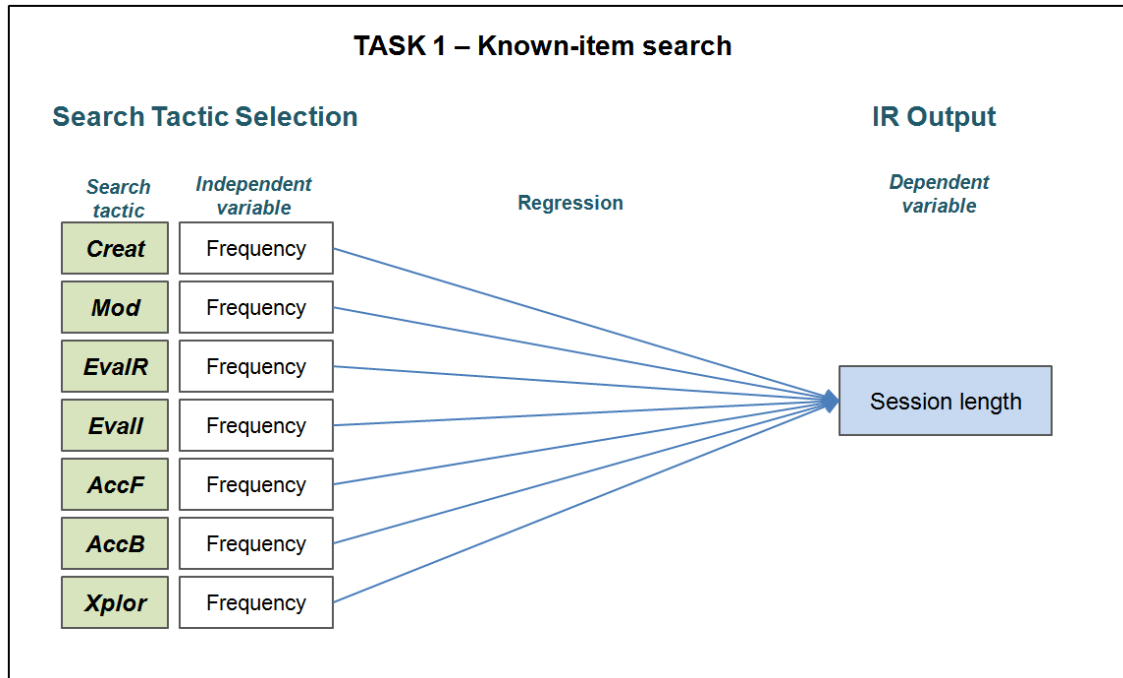 TASK 1 – Known-item search
Search Tactic Selection
IR Output
Search
tactic
Independent
variable
Regression
Dependent
variable
Creat
Frequency
Mod
Frequency
EvalR
Frequency
EvalI
Frequency
Session length
AccF
Frequency
AccB
Frequency
Xplor
Frequency